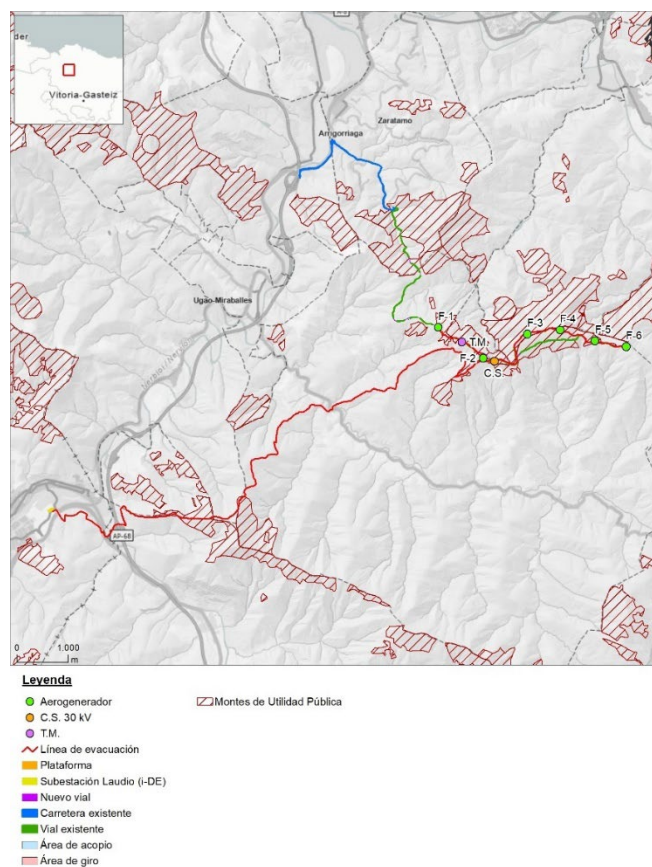 der
Vitoria-Gasteiz
Zaratamo
Arrigorriaga
Ugao-Miraballes
F-1
F-3
F-4
T.M.
F-5
F-6
F-2
C.S.
AP-68
0 1.000
m
Leyenda
Aerogenerador
Montes de Utilidad Pública
C.S. 30 kV
T.M.
Línea de evacuación
Plataforma
Subestación Laudio (i-DE)
Nuevo vial
Carretera existente
Vial existente
Área de acopio
Área de giro